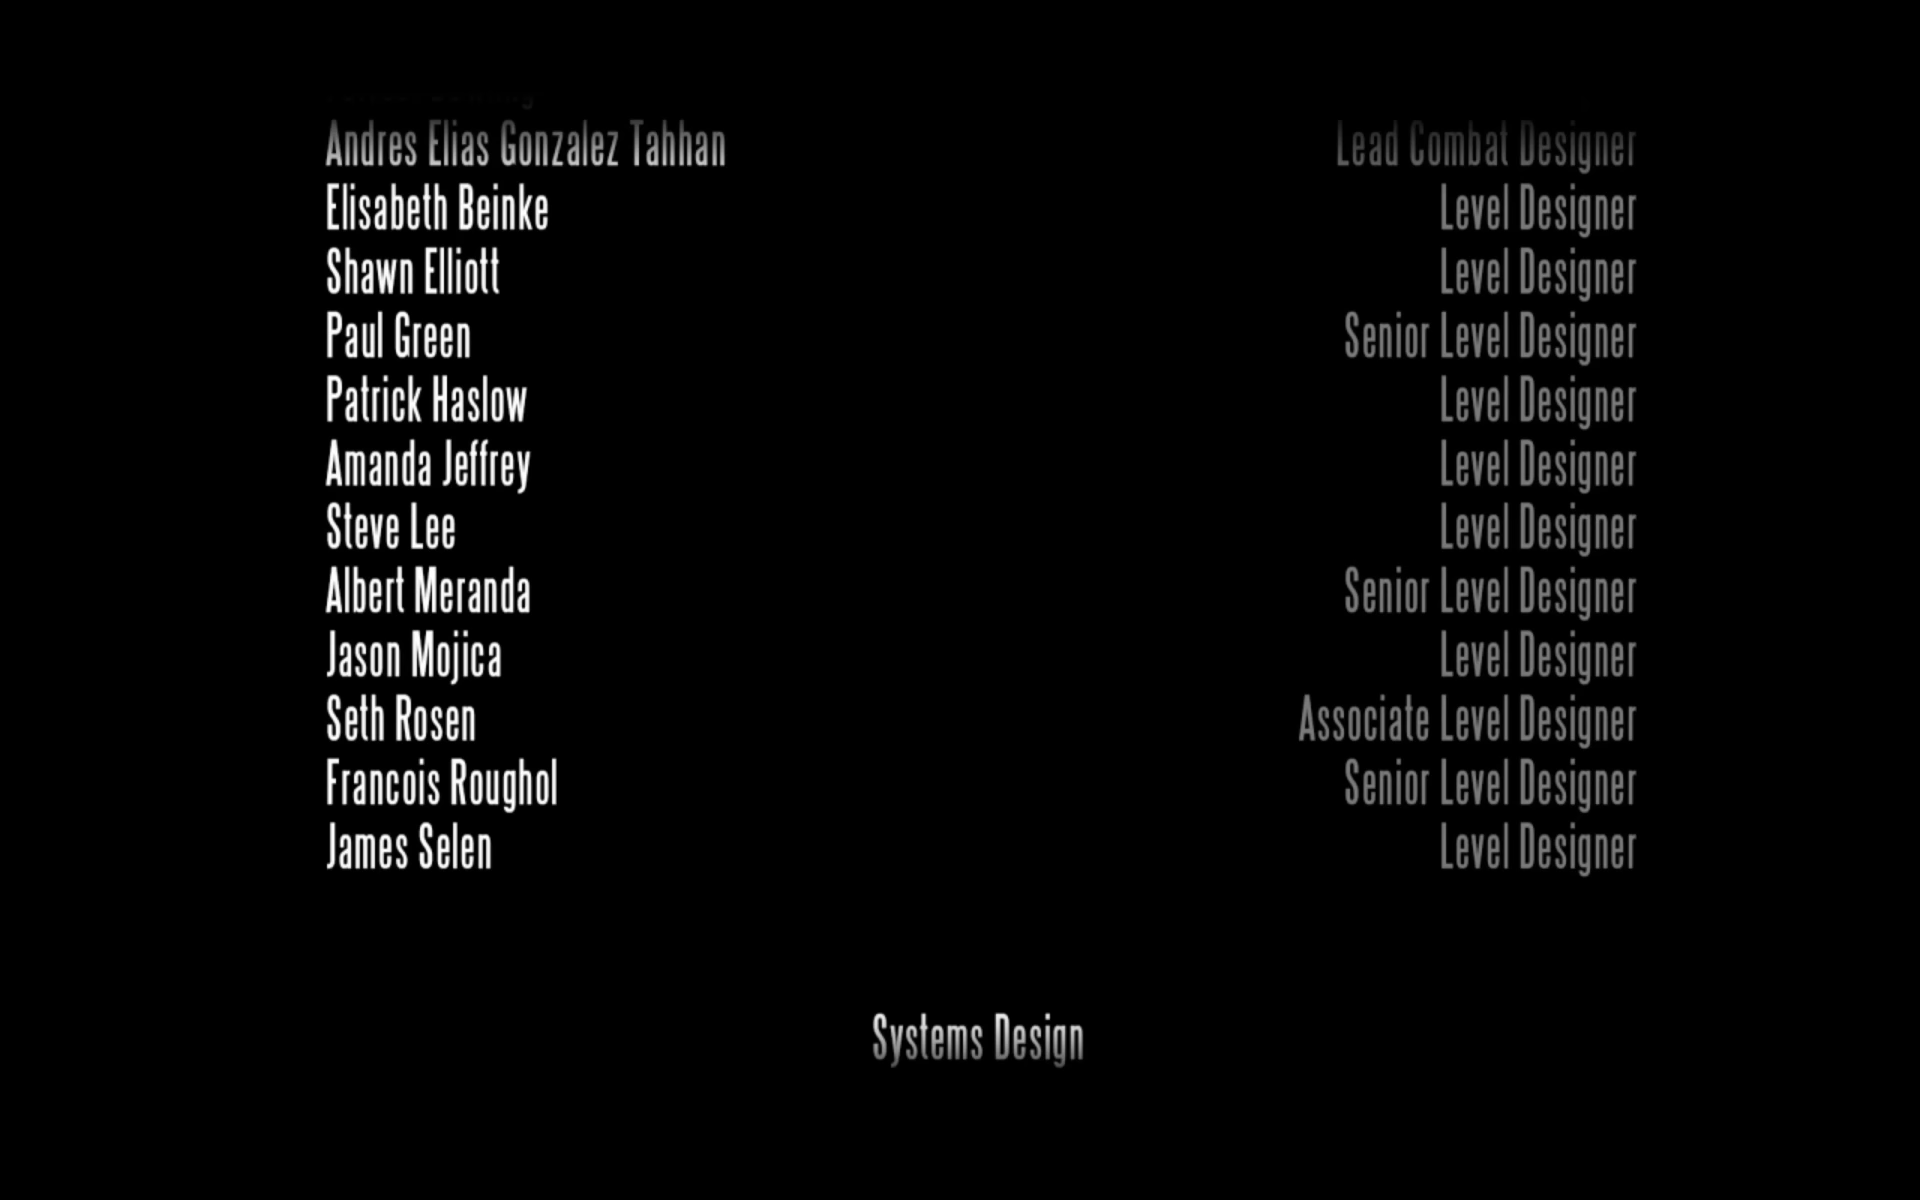 Andres Elias Gonzalez Tahhan Lead Combat Designer
Elisabeth Beinke Level Designer
Shawn Elliott Level Designer
Paul Green Senior Level Designer
Patrick Haslow Level Designer
Amanda Jeffrey Level Designer
Steve Lee Level Designer
Albert Meranda Senior Level Designer
Jason Mojica Level Designer
Seth Rosen Associate Level Designer
Francois Roughol Senior Level Designer
James Selen Level Designer
Systems Design